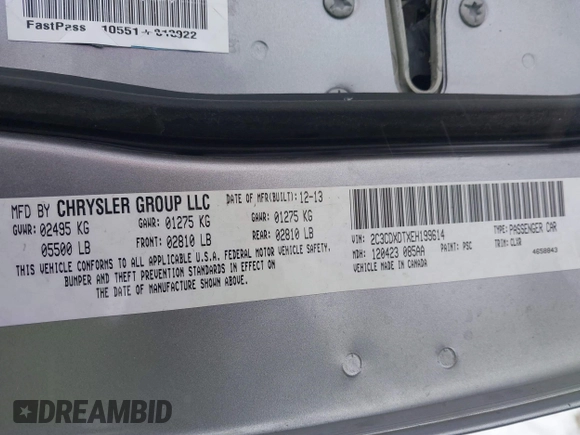 FastPass 10551
MFD BY CHRYSLER GROUP LLC DATE OF MFR(BUILT): 12-13
GVWR: 02495 KG GAWR: 01275 KG GAWR: 01275 KG
05500 LB FRONT: 02810 LB REAR: 02810 LB
THIS VEHICLE CONFORMS TO ALL APPLICABLE U.S.A. FEDERAL MOTOR VEHICLE SAFETY,
BUMPER AND THEFT PREVENTION STANDARDS IN EFFECT ON
THE DATE OF MANUFACTURE SHOWN ABOVE.
VIN: 2C3CDXDTXEH199614 TYPE: PASSENGER CAR
MDH: 120423 085AA PAINT: PSC TRIM: CLX8
VEHICLE MADE IN CANADA 4650843
DREAMBID